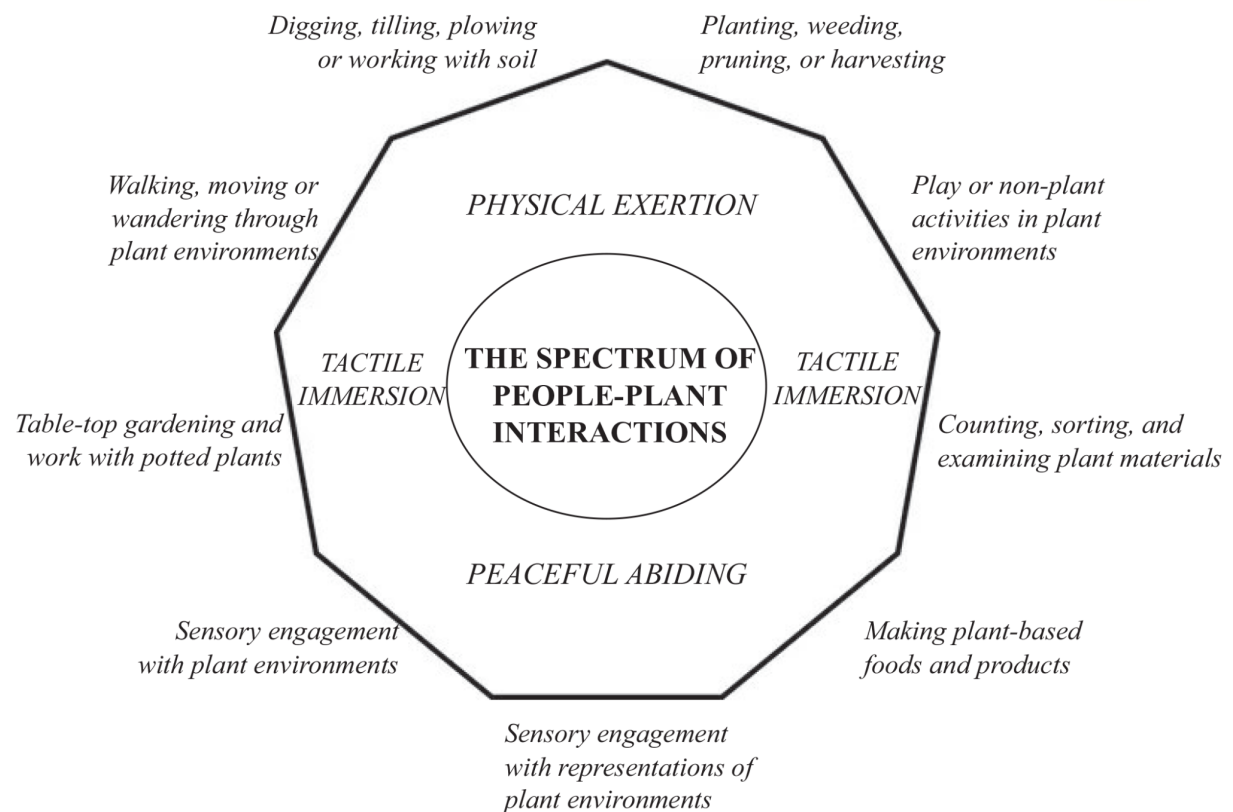 Digging, tilling, plowing
or working with soil
Planting, weeding,
pruning, or harvesting
Walking, moving or
wandering through
plant environments
PHYSICAL EXERTION
Play or non-plant
activities in plant
environments
TACTILE
IMMERSION
THE SPECTRUM OF
PEOPLE-PLANT
INTERACTIONS
TACTILE
IMMERSION
Table-top gardening and
work with potted plants
Counting, sorting, and
examining plant materials
PEACEFUL ABIDING
Sensory engagement
with plant environments
Making plant-based
foods and products
Sensory engagement
with representations of
plant environments